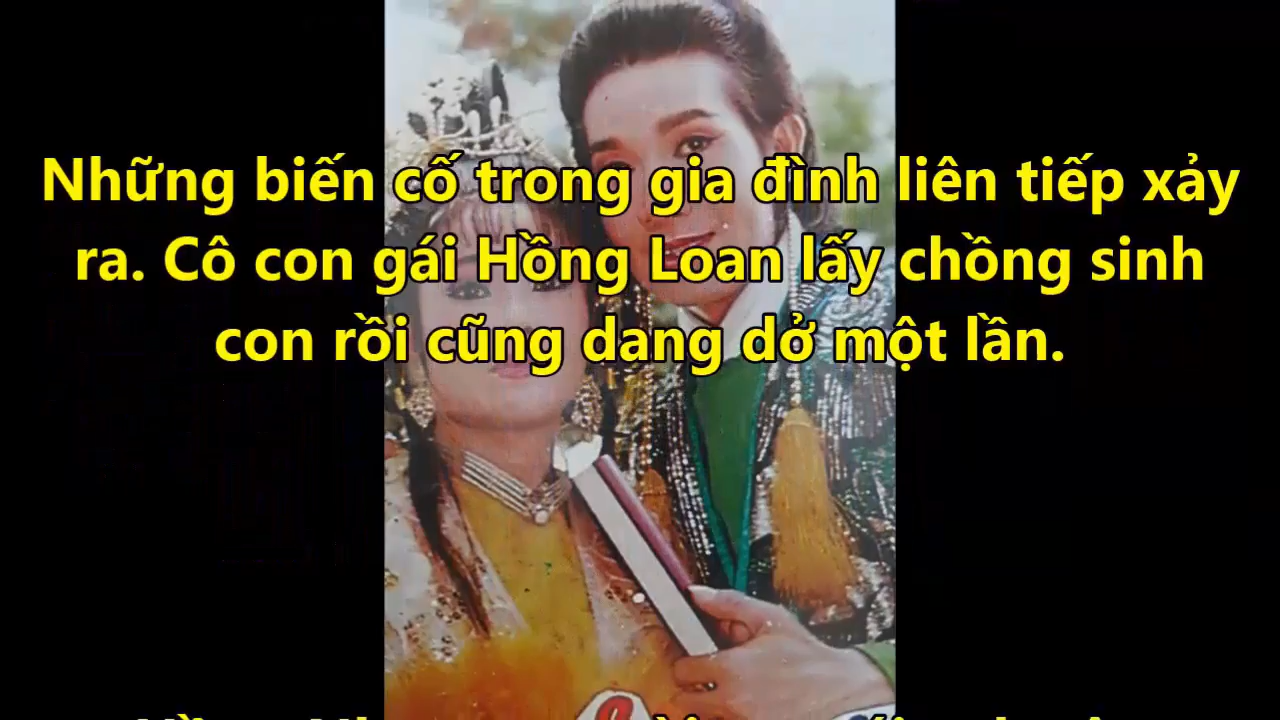 Những biến cố trong gia đình liên tiếp xảy
ra. Cô con gái Hồng Loan lấy chồng sinh
con rồi cũng dang dở một lần.